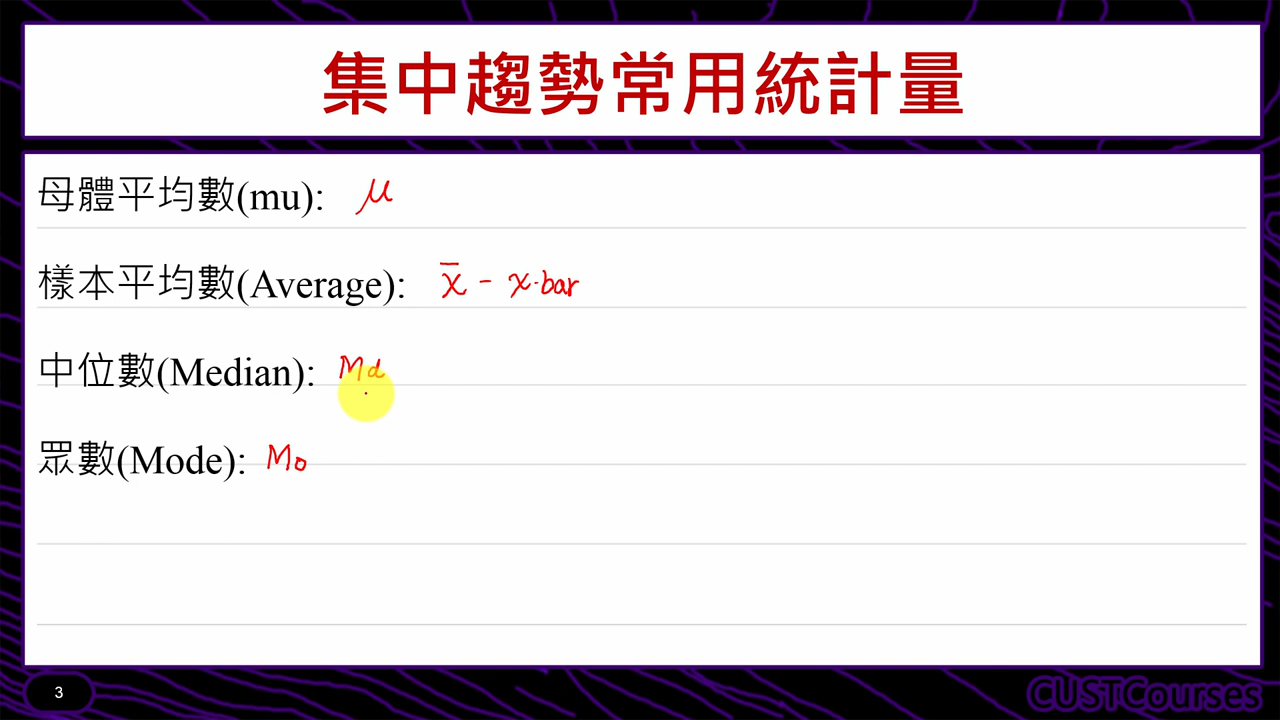 集中趨勢常用統計量
母體平均數(mu): μ
樣本平均數(Average): x̄ - x-bar
中位數(Median): Md
眾數(Mode): Mo
3
CUSTCourses